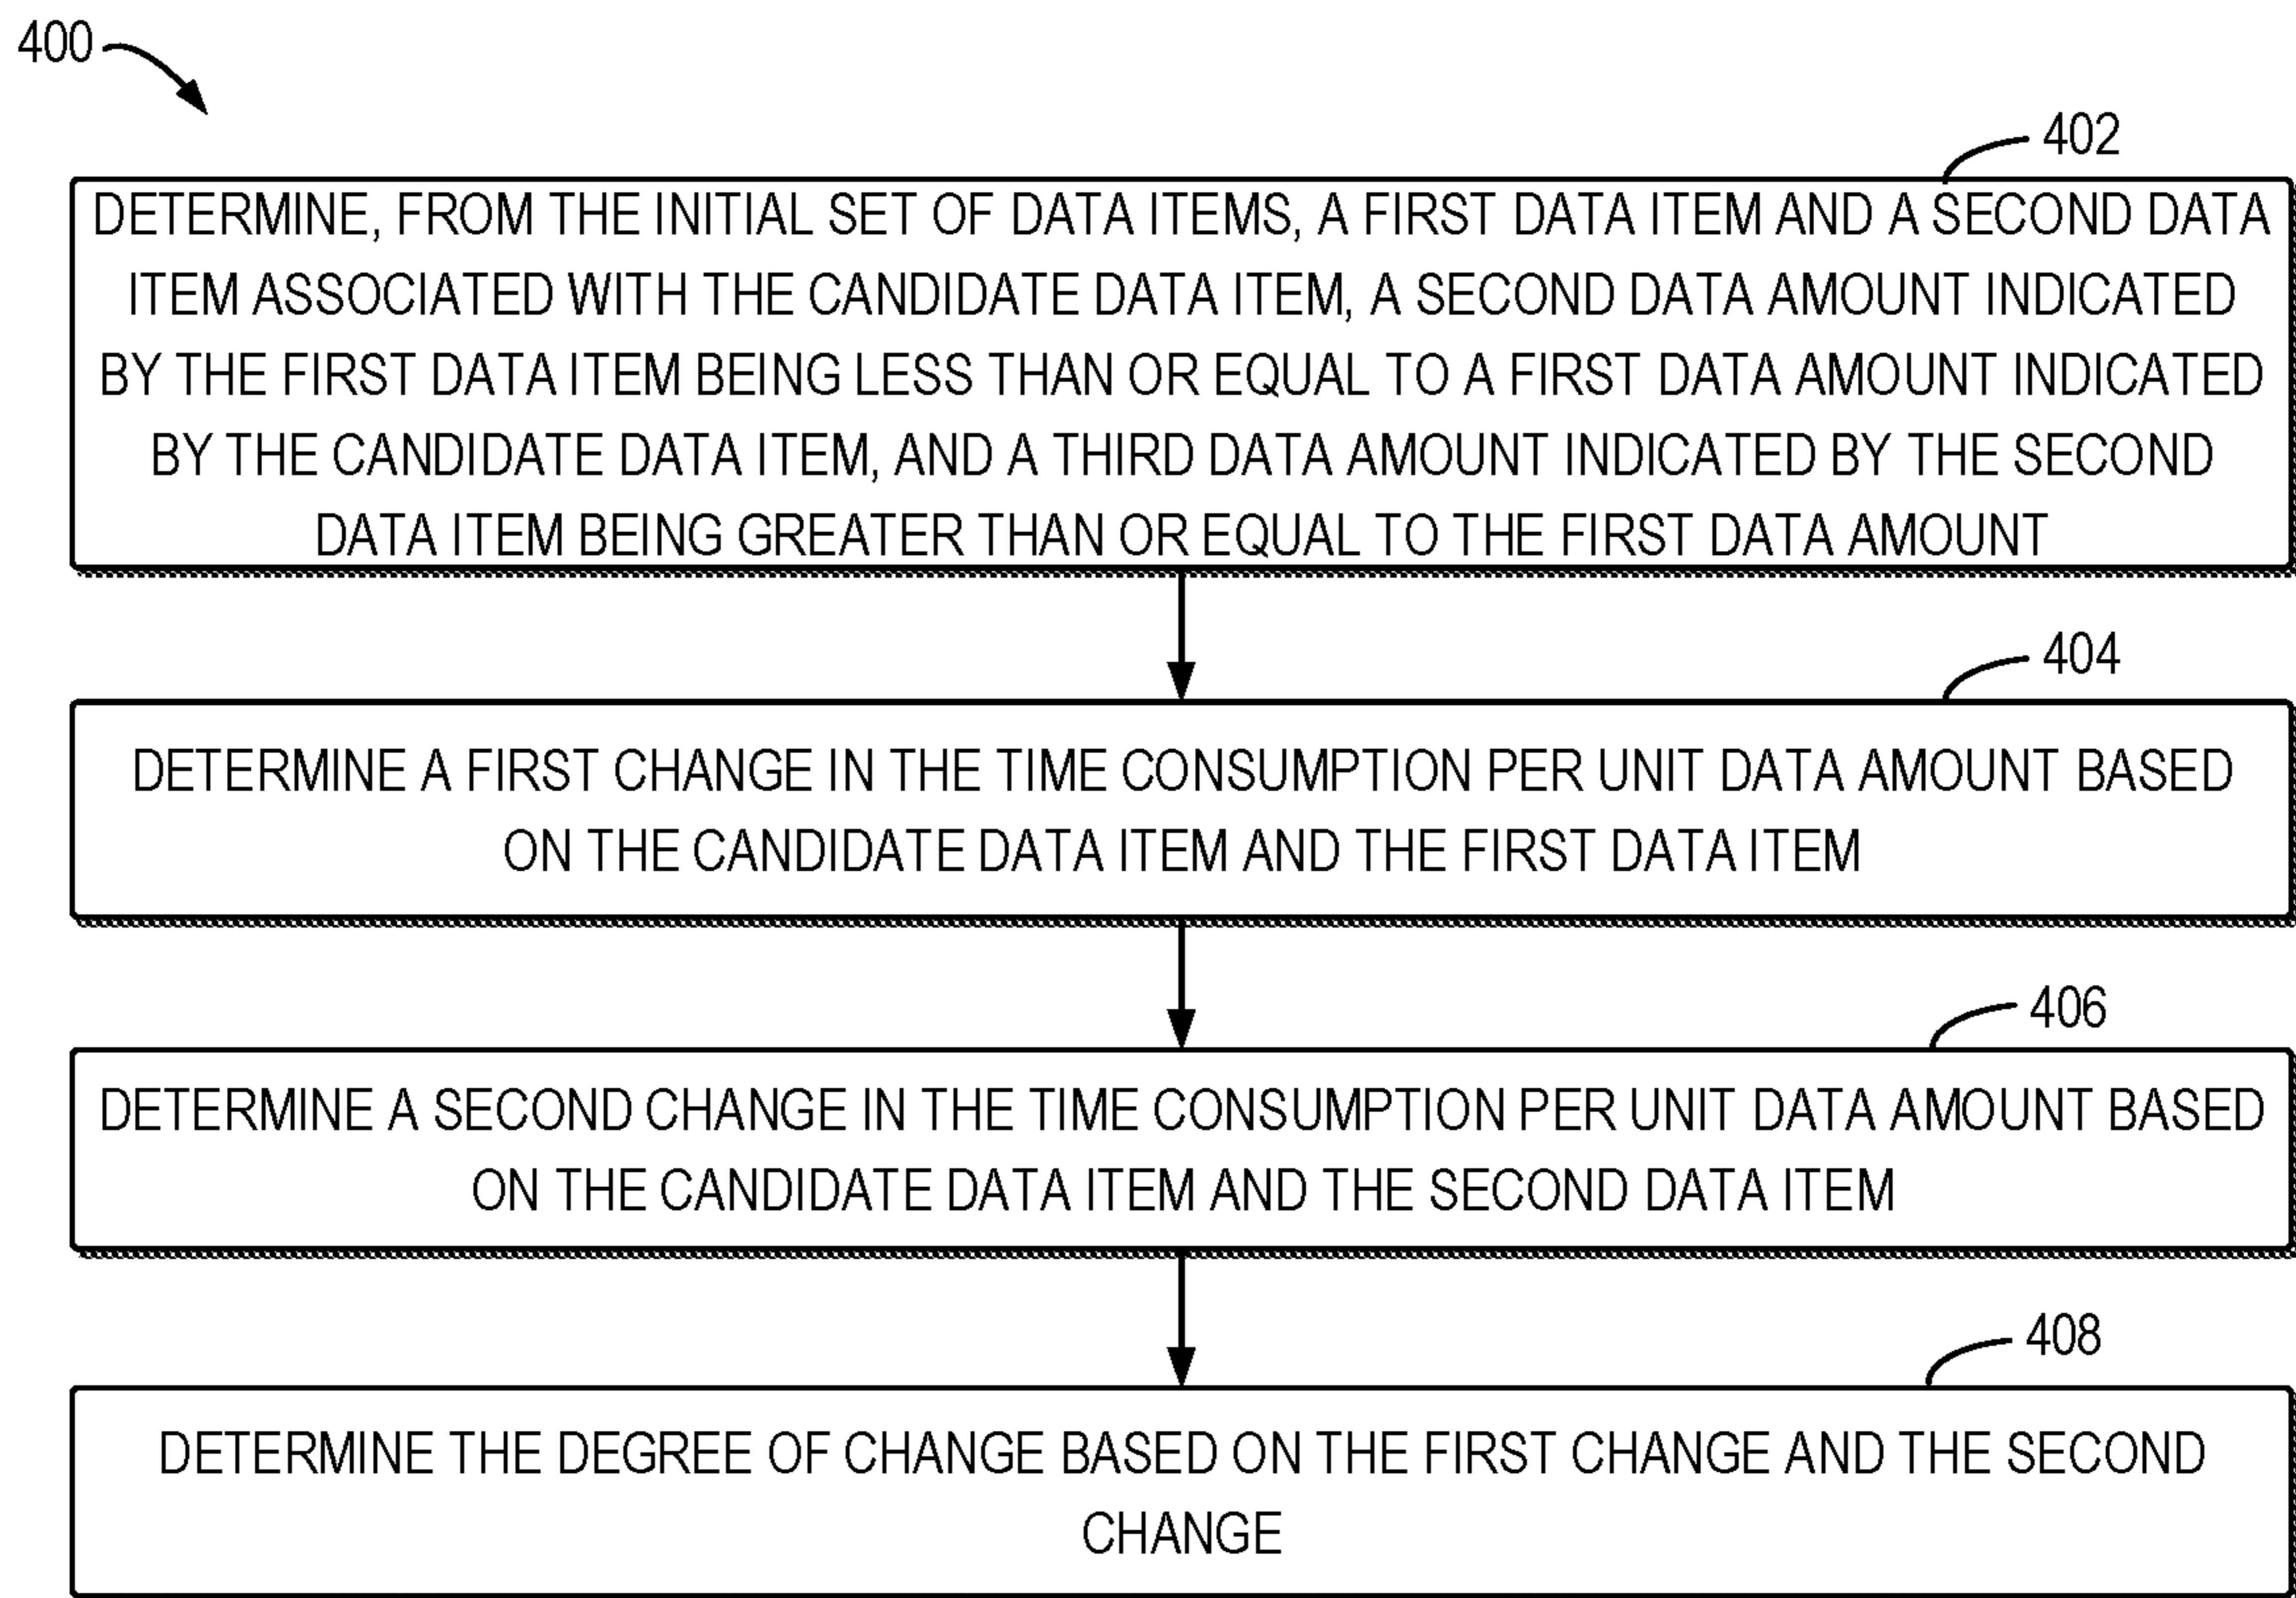 400
402
DETERMINE, FROM THE INITIAL SET OF DATA ITEMS, A FIRST DATA ITEM AND A SECOND DATA
ITEM ASSOCIATED WITH THE CANDIDATE DATA ITEM, A SECOND DATA AMOUNT INDICATED
BY THE FIRST DATA ITEM BEING LESS THAN OR EQUAL TO A FIRST DATA AMOUNT INDICATED
BY THE CANDIDATE DATA ITEM, AND A THIRD DATA AMOUNT INDICATED BY THE SECOND
DATA ITEM BEING GREATER THAN OR EQUAL TO THE FIRST DATA AMOUNT
404
DETERMINE A FIRST CHANGE IN THE TIME CONSUMPTION PER UNIT DATA AMOUNT BASED
ON THE CANDIDATE DATA ITEM AND THE FIRST DATA ITEM
406
DETERMINE A SECOND CHANGE IN THE TIME CONSUMPTION PER UNIT DATA AMOUNT BASED
ON THE CANDIDATE DATA ITEM AND THE SECOND DATA ITEM
408
DETERMINE THE DEGREE OF CHANGE BASED ON THE FIRST CHANGE AND THE SECOND
CHANGE